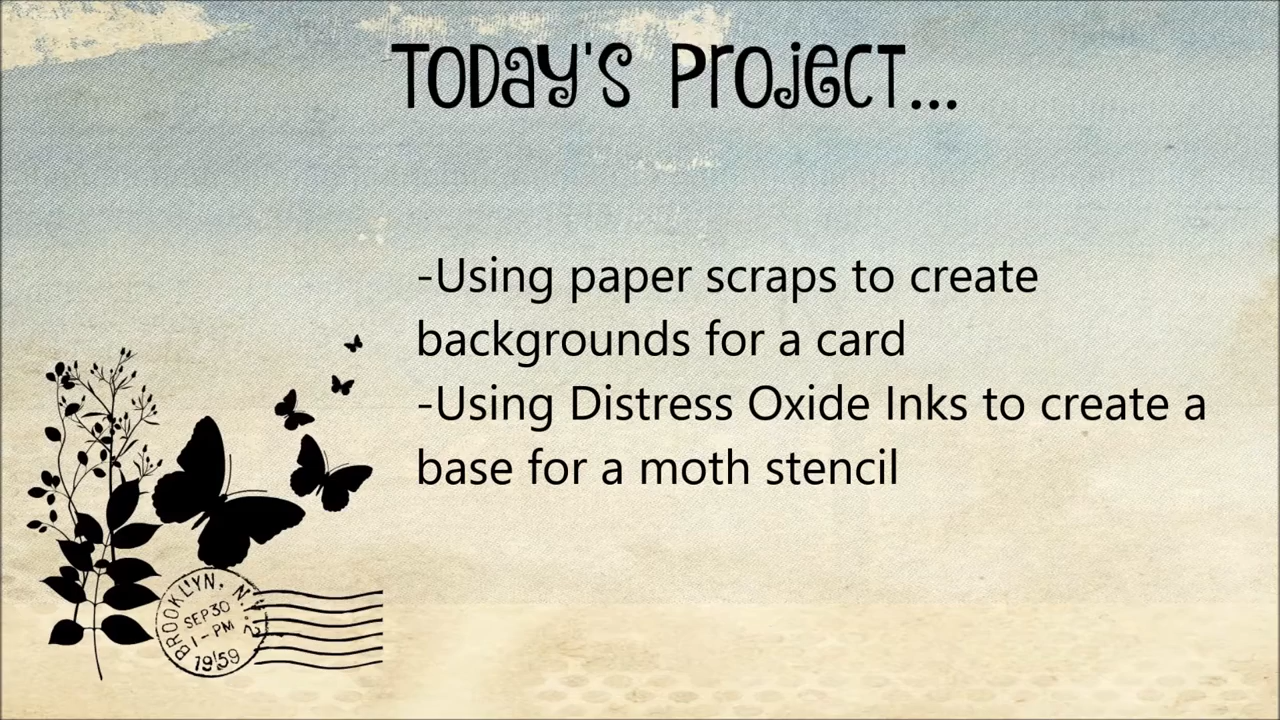 Today's Project...
-Using paper scraps to create
backgrounds for a card
-Using Distress Oxide Inks to create a
base for a moth stencil
BROOKLYN, N.Y. 2
SEP 30
1-PM
1959